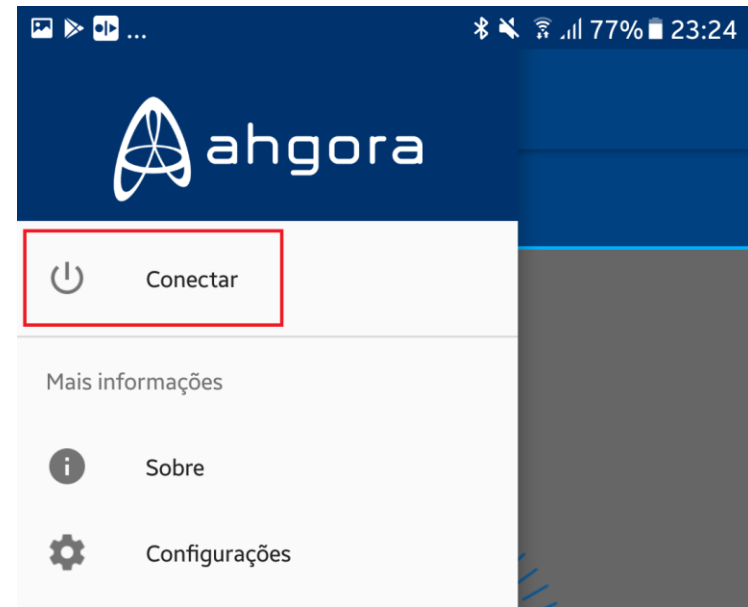 ... 77% 23:24
ahgora
Conectar
Mais informações
Sobre
Configurações